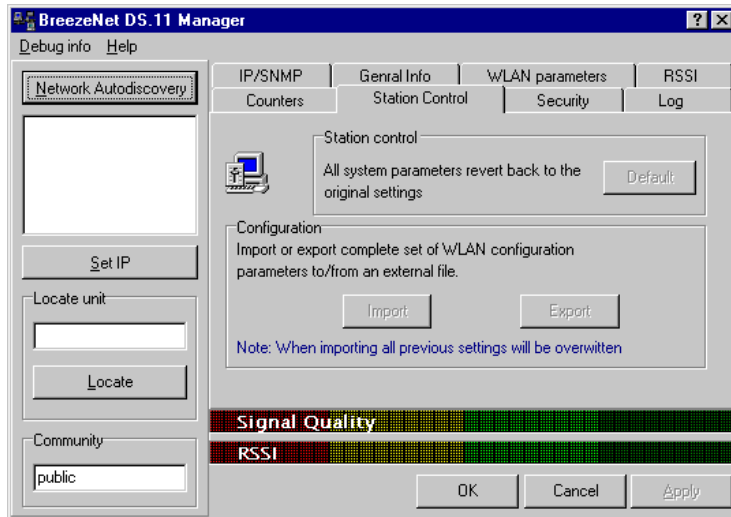 BreezeNet DS.11 Manager
Debug info Help
Network Autodiscovery
Set IP
Locate unit
Locate
Community
public
IP/SNMP Genral Info WLAN parameters RSSI
Counters Station Control Security Log
Station control
All system parameters revert back to the
original settings
Default
Configuration
Import or export complete set of WLAN configuration
parameters to/from an external file.
Import Export
Note: When importing all previous settings will be overwitten
Signal Quality
RSSI
OK Cancel Apply